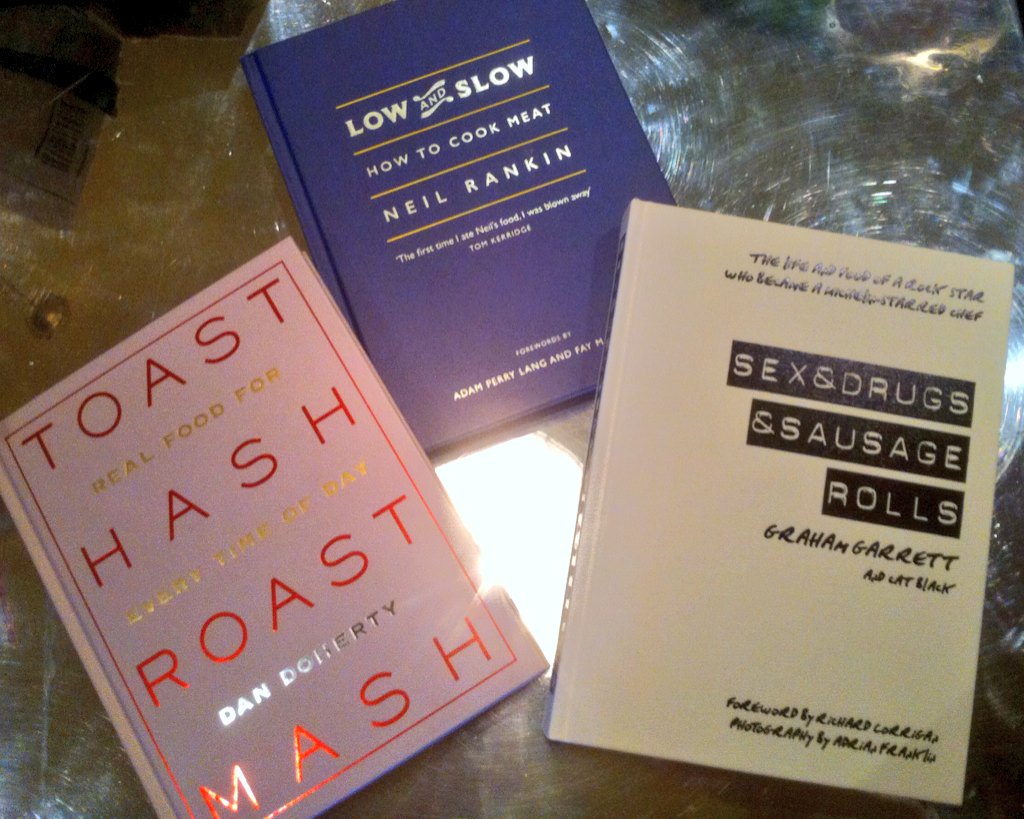 LOW AND SLOW
HOW TO COOK MEAT
NEIL RANKIN
'The first time I ate Neil's food, I was blown away'
TOM KERRIDGE
FOREWORDS BY
ADAM PERRY LANG AND FAY M
TOAST
REAL FOOD FOR
HASH
EVERY TIME OF DAY
ROAST
DAN DOHERTY
MASH
THE LIFE AND FOOD OF A ROCK STAR
WHO BECAME A MICHELIN-STARRED CHEF
SEX&DRUGS
&SAUSAGE
ROLLS
GRAHAM GARRETT
AND CAT BLACK
FOREWORD BY RICHARD CORRIGAN
PHOTOGRAPHY BY ADRIAN FRANKLIN